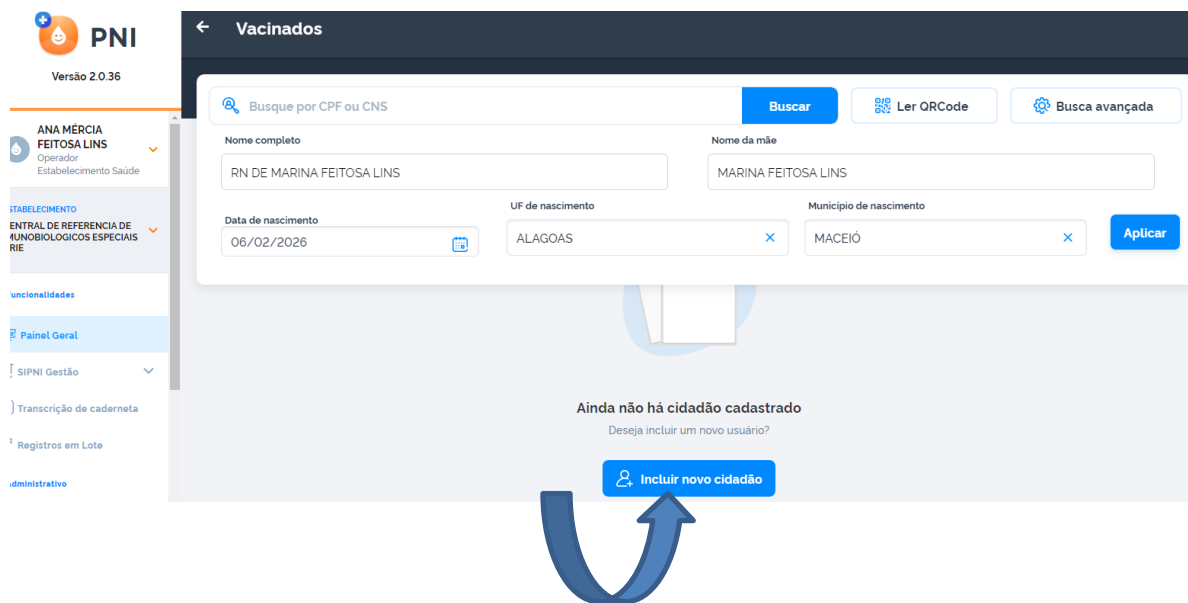 PNI
Versão 2.0.36
ANA MÉRCIA
FEITOSA LINS
Operador
Estabelecimento Saúde
STABELECIMENTO
ENTRAL DE REFERENCIA DE
MUNOBIOLOGICOS ESPECIAIS
RIE
uncionalidades
Painel Geral
SIPNI Gestão
Transcrição de caderneta
Registros em Lote
dministrativo
Vacinados
Busque por CPF ou CNS
Buscar
Ler QRCode
Busca avançada
Nome completo
Nome da mãe
RN DE MARINA FEITOSA LINS
MARINA FEITOSA LINS
Data de nascimento
UF de nascimento
Município de nascimento
06/02/2026
ALAGOAS
MACEIÓ
Aplicar
Ainda não há cidadão cadastrado
Deseja incluir um novo usuário?
Incluir novo cidadão